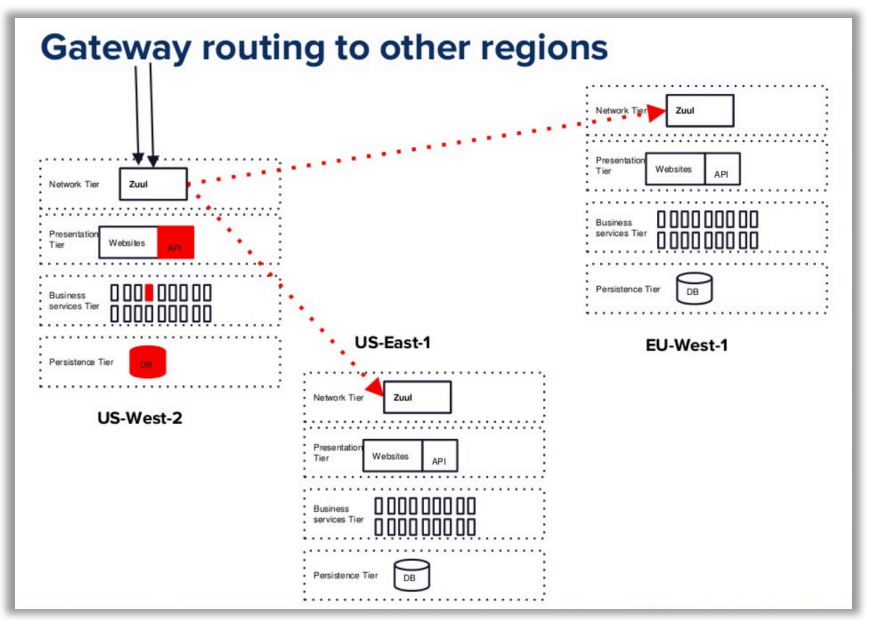 Gateway routing to other regions
Network Tier
Zuul
Presentation
Tier
Websites
API
Business
services Tier
Persistence Tier
DB
US-West-2
US-East-1
Network Tier
Zuul
Presentation
Tier
Websites
API
Business
services Tier
Persistence Tier
DB
Network Tier
Zuul
Presentation
Tier
Websites
API
Business
services Tier
Persistence Tier
DB
EU-West-1